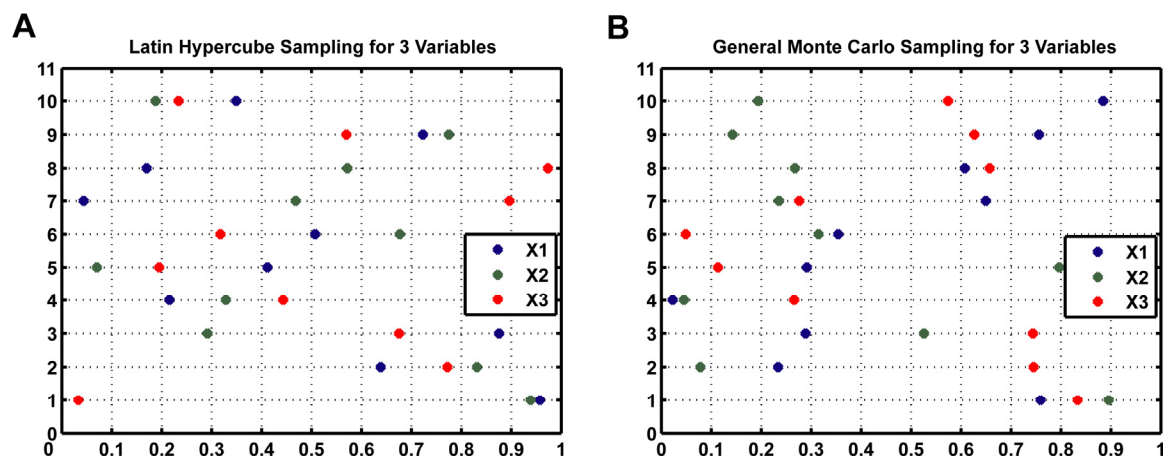 A
Latin Hypercube Sampling for 3 Variables
11
10
9
8
7
6
5
4
3
2
1
0
0 0.1 0.2 0.3 0.4 0.5 0.6 0.7 0.8 0.9 1
X1
X2
X3
B
General Monte Carlo Sampling for 3 Variables
11
10
9
8
7
6
5
4
3
2
1
0
0 0.1 0.2 0.3 0.4 0.5 0.6 0.7 0.8 0.9 1
X1
X2
X3